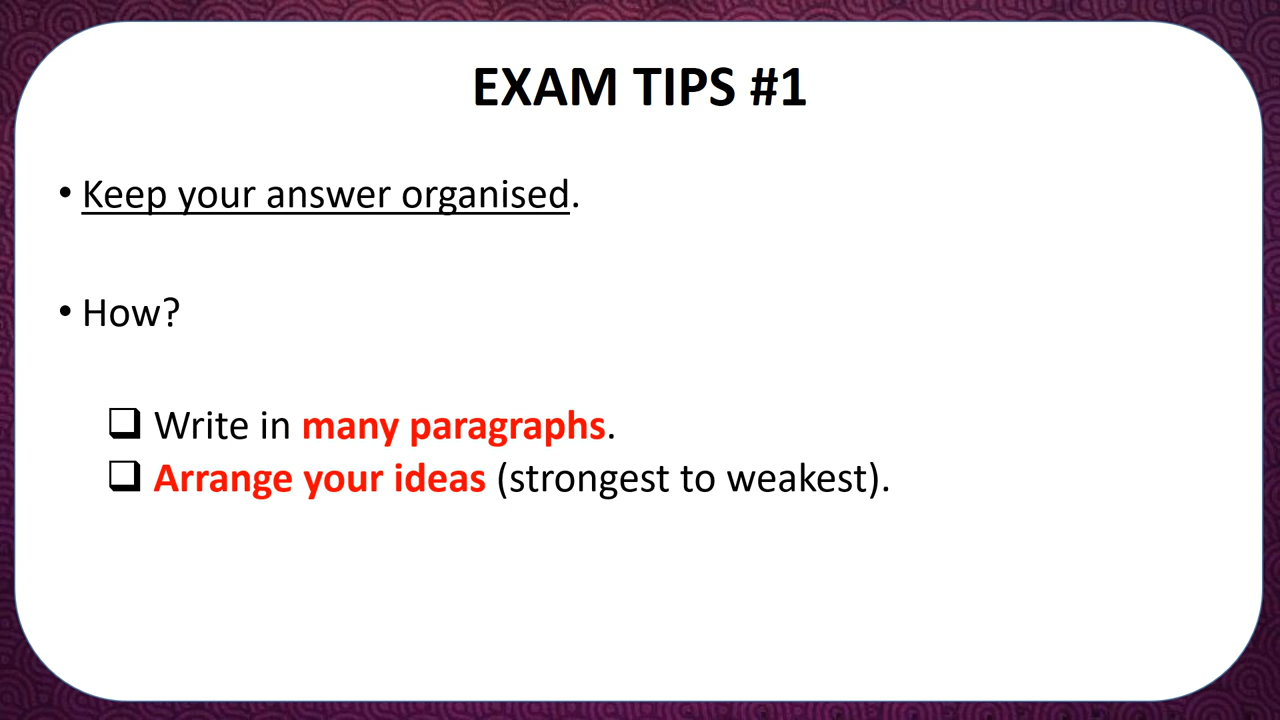 EXAM TIPS #1
• Keep your answer organised.
• How?
❑ Write in many paragraphs.
❑ Arrange your ideas (strongest to weakest).